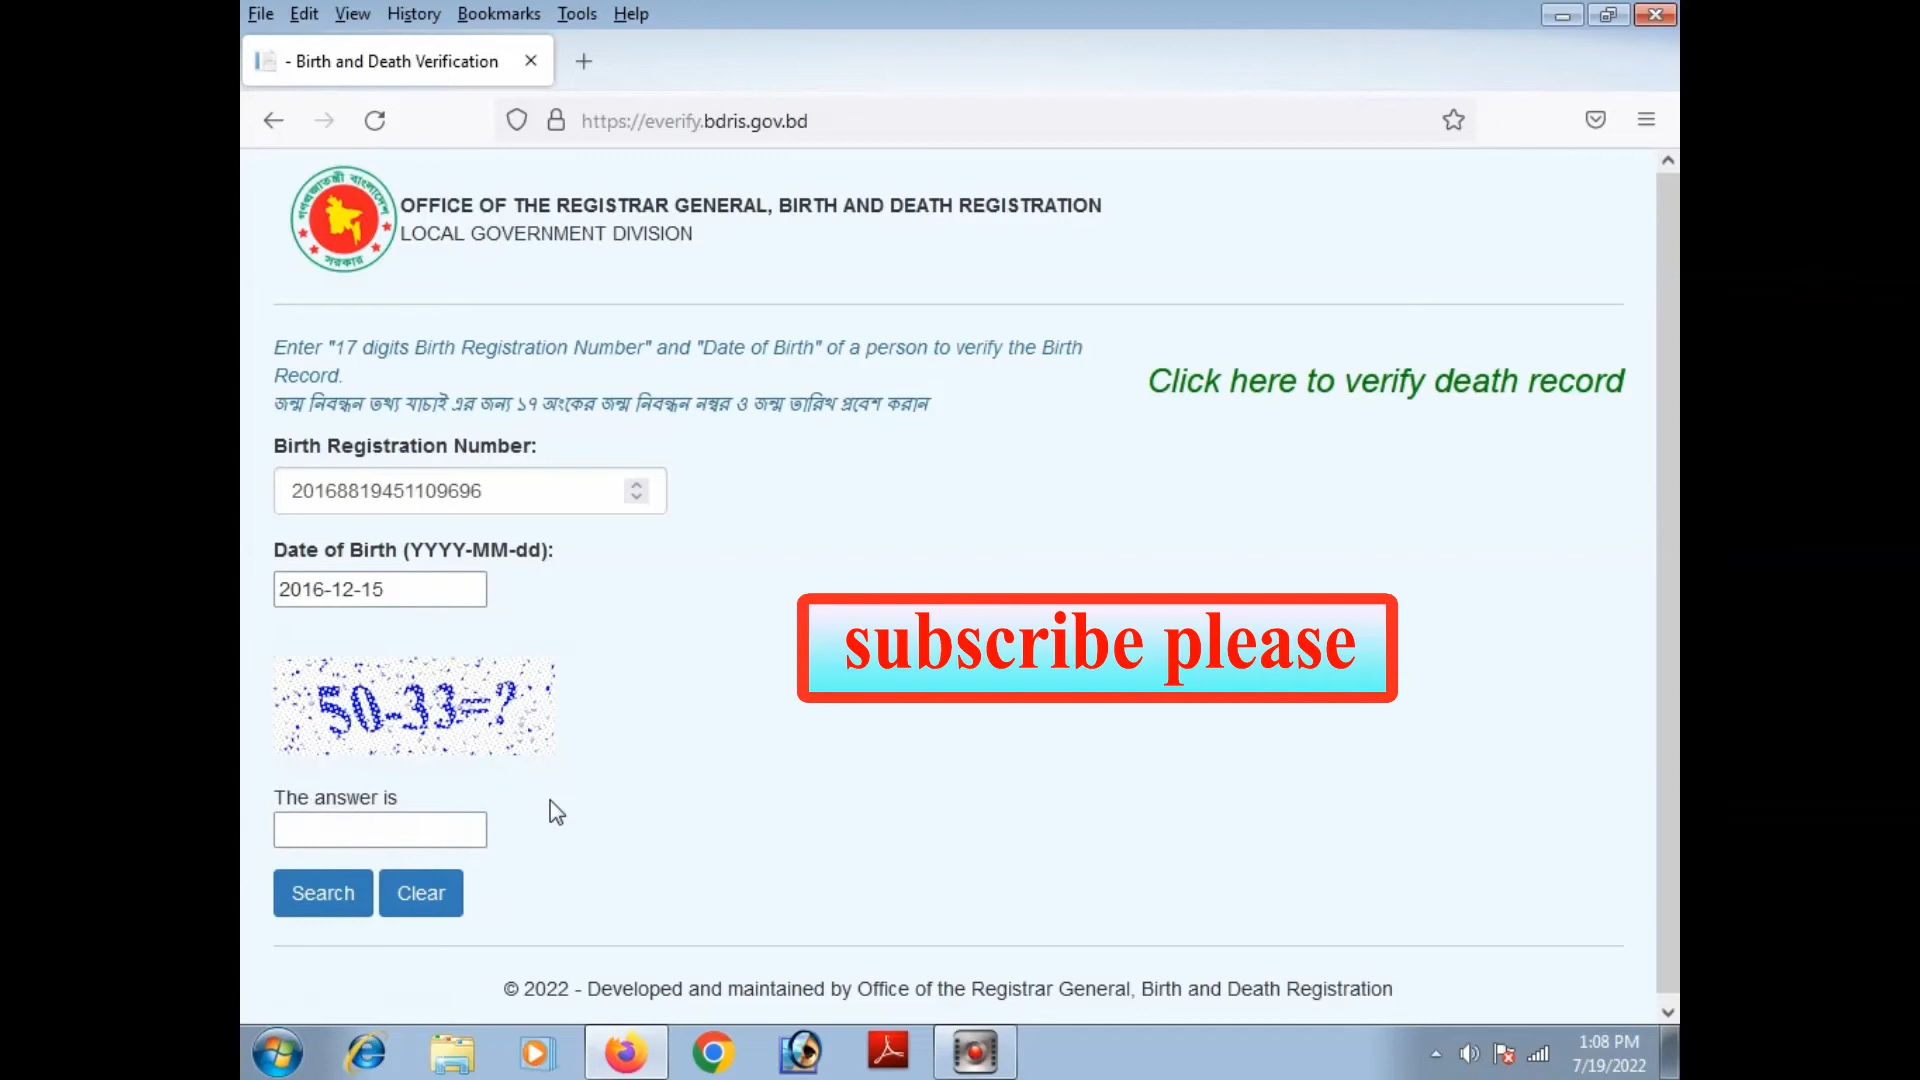 File Edit View History Bookmarks Tools Help
- Birth and Death Verification
https://everify.bdris.gov.bd
গণপ্রজাতন্ত্রী বাংলাদেশ
সরকার
OFFICE OF THE REGISTRAR GENERAL, BIRTH AND DEATH REGISTRATION
LOCAL GOVERNMENT DIVISION
Enter "17 digits Birth Registration Number" and "Date of Birth" of a person to verify the Birth
Record.
জন্ম নিবন্ধন তথ্য যাচাই এর জন্য ১৭ অংকের জন্ম নিবন্ধন নম্বর ও জন্ম তারিখ প্রবেশ করান
Click here to verify death record
Birth Registration Number:
20168819451109696
Date of Birth (YYYY-MM-dd):
2016-12-15
subscribe please
50-33=?
The answer is
Search Clear
© 2022 - Developed and maintained by Office of the Registrar General, Birth and Death Registration
1:08 PM
7/19/2022